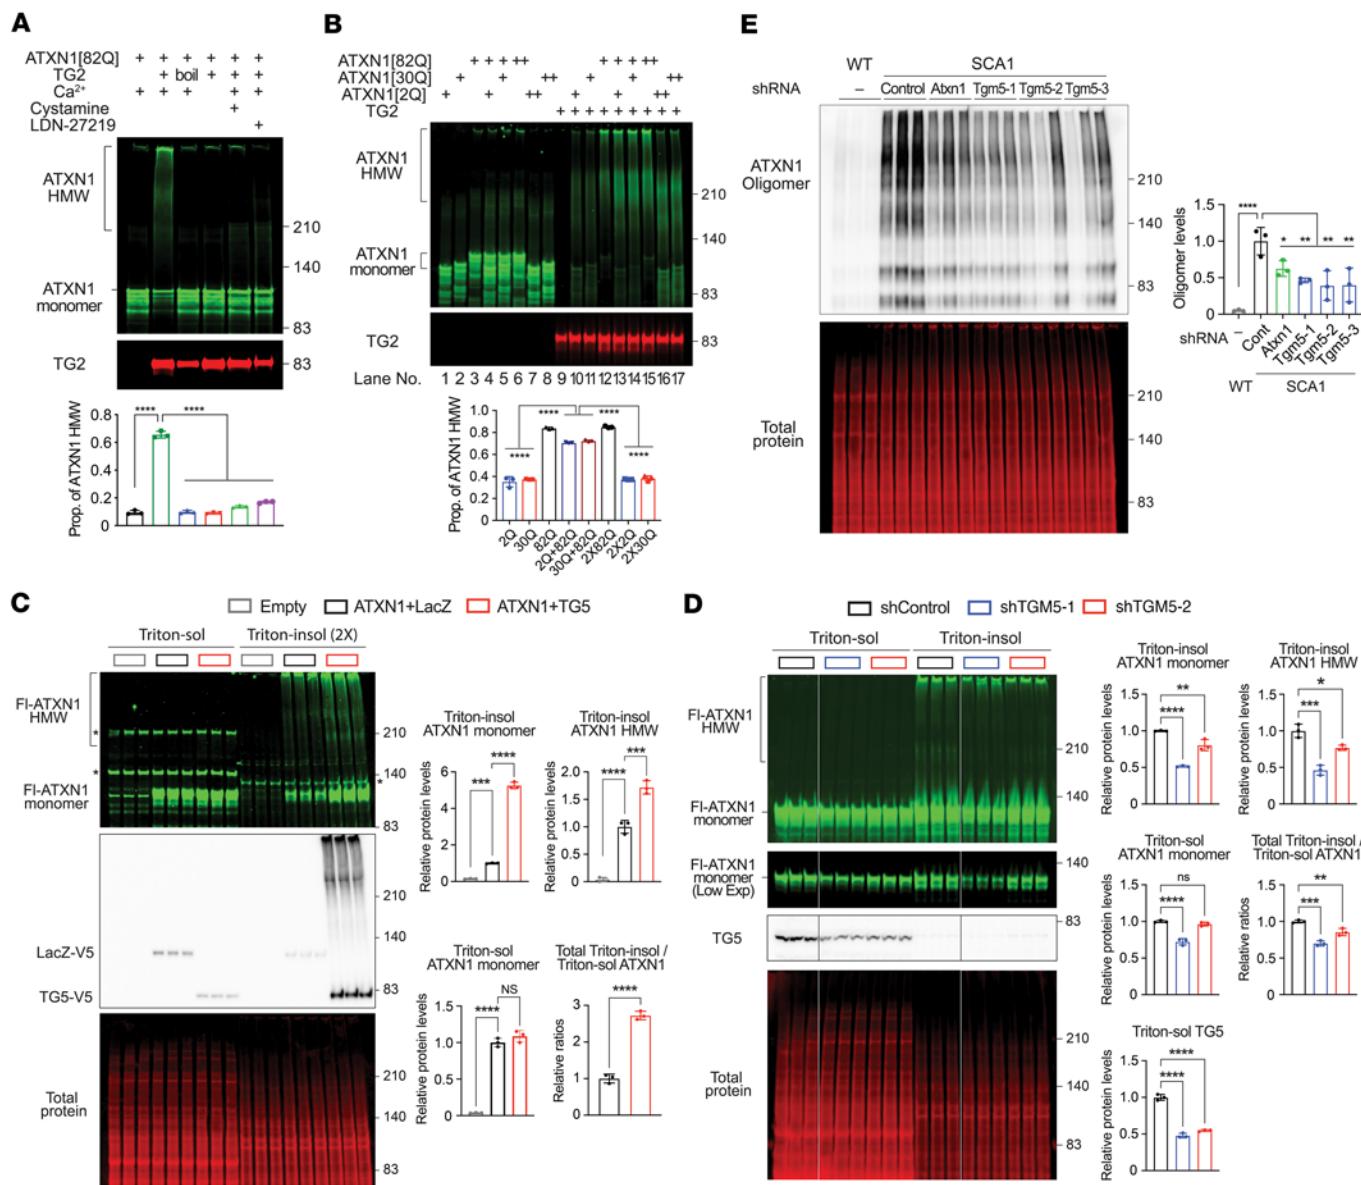 A
ATXN1[82Q] + + + + + +
TG2 + boil + + +
Ca²⁺ + + + + +
Cystamine +
LDN-27219 +
ATXN1 HMW
210
140
ATXN1 monomer
83
TG2
83
Prop. of ATXN1 HMW
0.8
0.6
0.4
0.2
0
**** ****
B
ATXN1[82Q]
ATXN1[30Q]
ATXN1[2Q]
TG2
ATXN1 HMW
210
140
ATXN1 monomer
83
TG2
83
Lane No. 1 2 3 4 5 6 7 8 9 10 11 12 13 14 15 16 17
Prop. of ATXN1 HMW
1.0
0.8
0.6
0.4
0.2
0
**** ****
**** ****
2Q 30Q 82Q 2Q+82Q 30Q+82Q 2X82Q 2X2Q 2X30Q
E
WT SCA1
shRNA – Control Atxn1 Tgm5-1 Tgm5-2 Tgm5-3
ATXN1 Oligomer
210
140
83
Total protein
210
140
83
Oligomer levels
1.5
1.0
0.5
0
**** * ** ** **
shRNA – Cont Atxn1 Tgm5-1 Tgm5-2 Tgm5-3
WT SCA1
C
Empty ATXN1+LacZ ATXN1+TG5
Triton-sol Triton-insol (2X)
Fl-ATXN1 HMW
*
210
*
140
*
Fl-ATXN1 monomer
83
210
140
LacZ-V5
TG5-V5
83
Total protein
210
140
83
Triton-insol ATXN1 monomer
Relative protein levels
6
4
2
0
*** ****
Triton-insol ATXN1 HMW
Relative protein levels
2.0
1.5
1.0
0.5
0
**** ***
Triton-sol ATXN1 monomer
Relative protein levels
1.5
1.0
0.5
0
**** NS
Total Triton-insol / Triton-sol ATXN1
Relative ratios
3
2
1
0
****
D
shControl shTGM5-1 shTGM5-2
Triton-sol Triton-insol
Fl-ATXN1 HMW
210
140
Fl-ATXN1 monomer
83
Fl-ATXN1 monomer (Low Exp)
140
TG5
83
Total protein
210
140
83
Triton-insol ATXN1 monomer
Relative protein levels
1.5
1.0
0.5
0
**** **
Triton-insol ATXN1 HMW
Relative protein levels
1.5
1.0
0.5
0
*** *
Triton-sol ATXN1 monomer
Relative protein levels
1.5
1.0
0.5
0
**** ns
Total Triton-insol / Triton-sol ATXN1
Relative ratios
1.5
1.0
0.5
0
*** **
Triton-sol TG5
Relative protein levels
1.5
1.0
0.5
0
**** ****